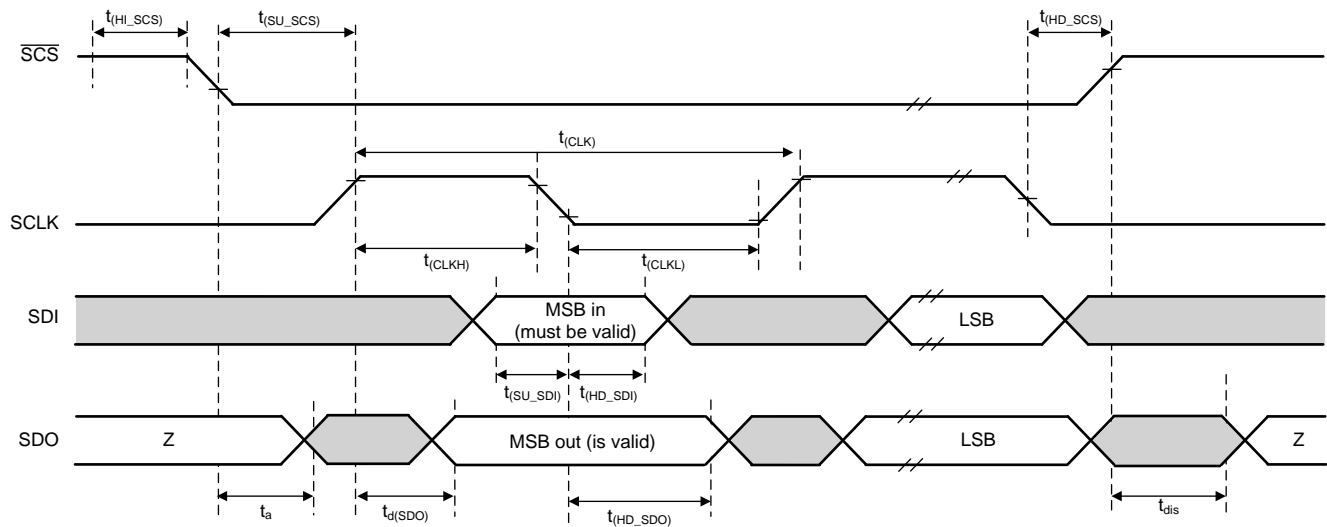 t(HI_SCS)
t(SU_SCS)
t(HD_SCS)
SCS
t(CLK)
SCLK
t(CLKH)
t(CLKL)
SDI
MSB in
(must be valid)
LSB
t(SU_SDI)
t(HD_SDI)
SDO
Z
MSB out (is valid)
LSB
Z
ta
td(SDO)
t(HD_SDO)
tdis